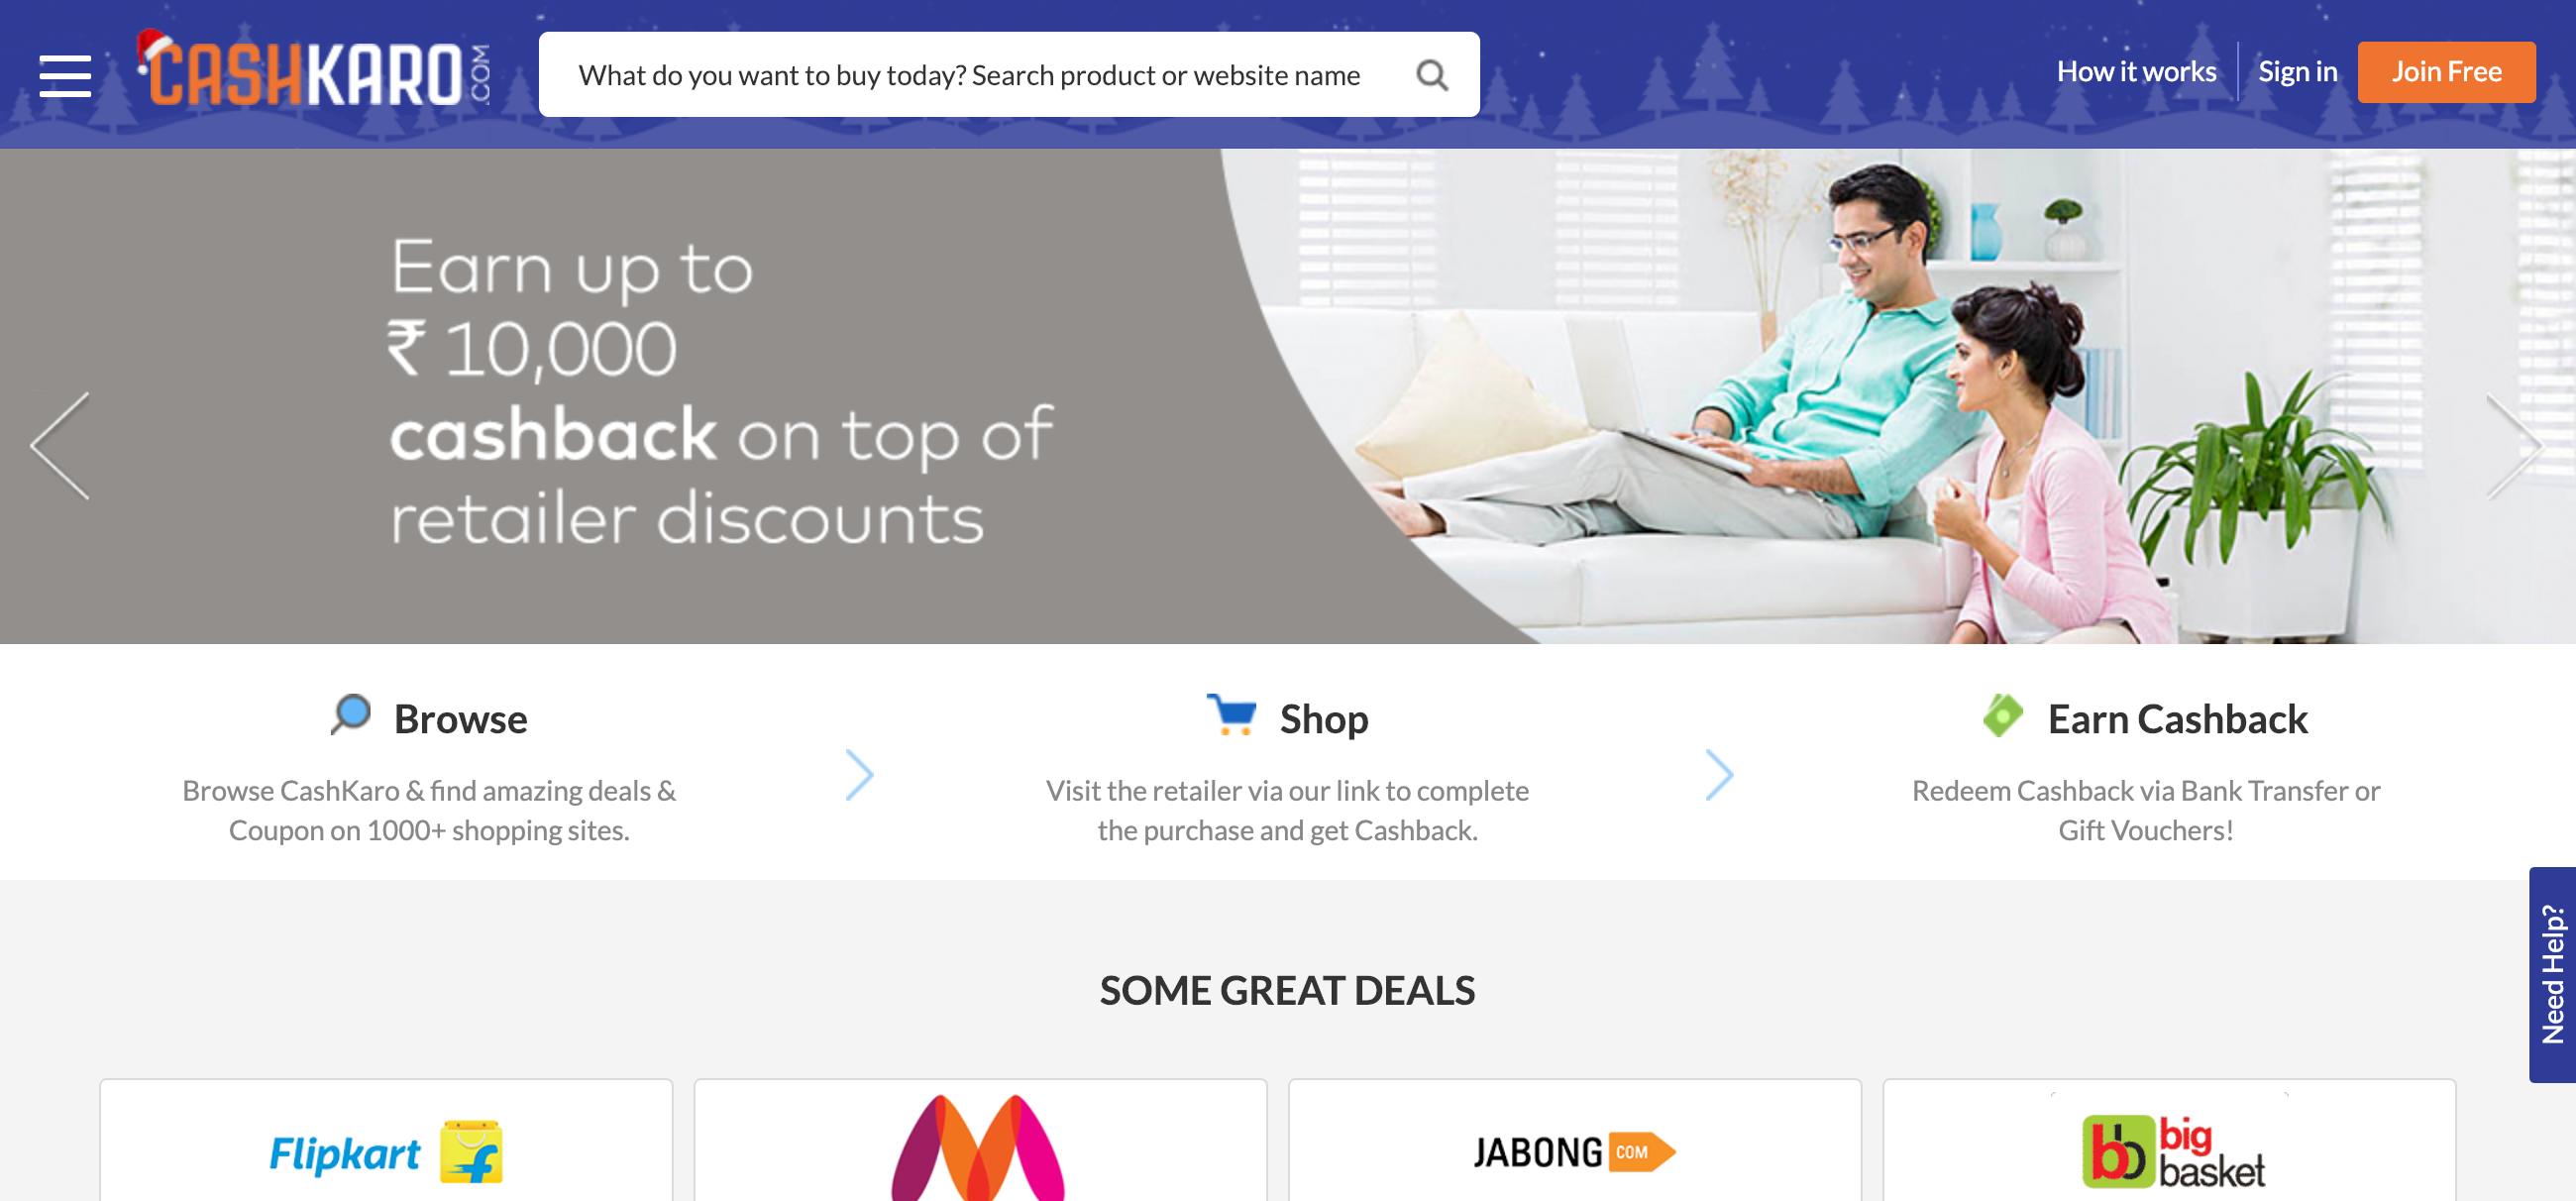 CASHKARO.COM
What do you want to buy today? Search product or website name
How it works
Sign in
Join Free
Earn up to
₹ 10,000
cashback on top of
retailer discounts
Browse
Browse CashKaro & find amazing deals &
Coupon on 1000+ shopping sites.
Shop
Visit the retailer via our link to complete
the purchase and get Cashback.
Earn Cashback
Redeem Cashback via Bank Transfer or
Gift Vouchers!
Need Help?
SOME GREAT DEALS
Flipkart
JABONG COM
bb big
basket